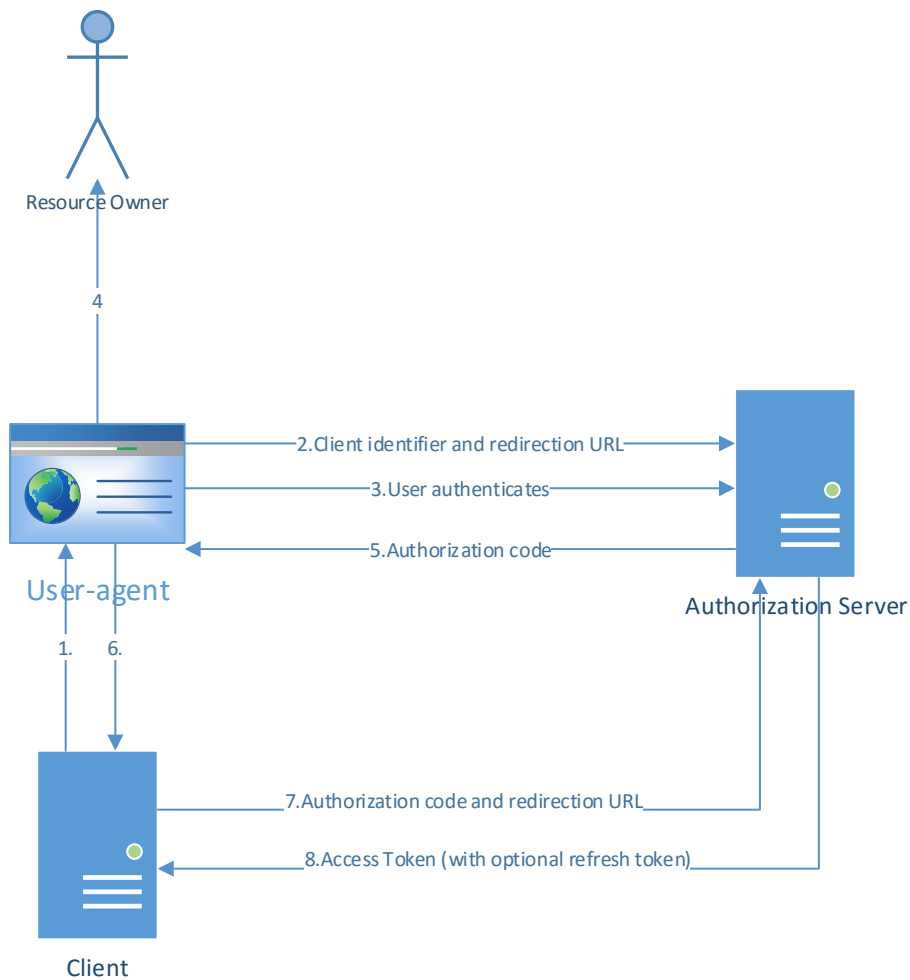 Resource Owner
4
2.Client identifier and redirection URL
3.User authenticates
5.Authorization code
User-agent
Authorization Server
1.
6.
7.Authorization code and redirection URL
8.Access Token (with optional refresh token)
Client